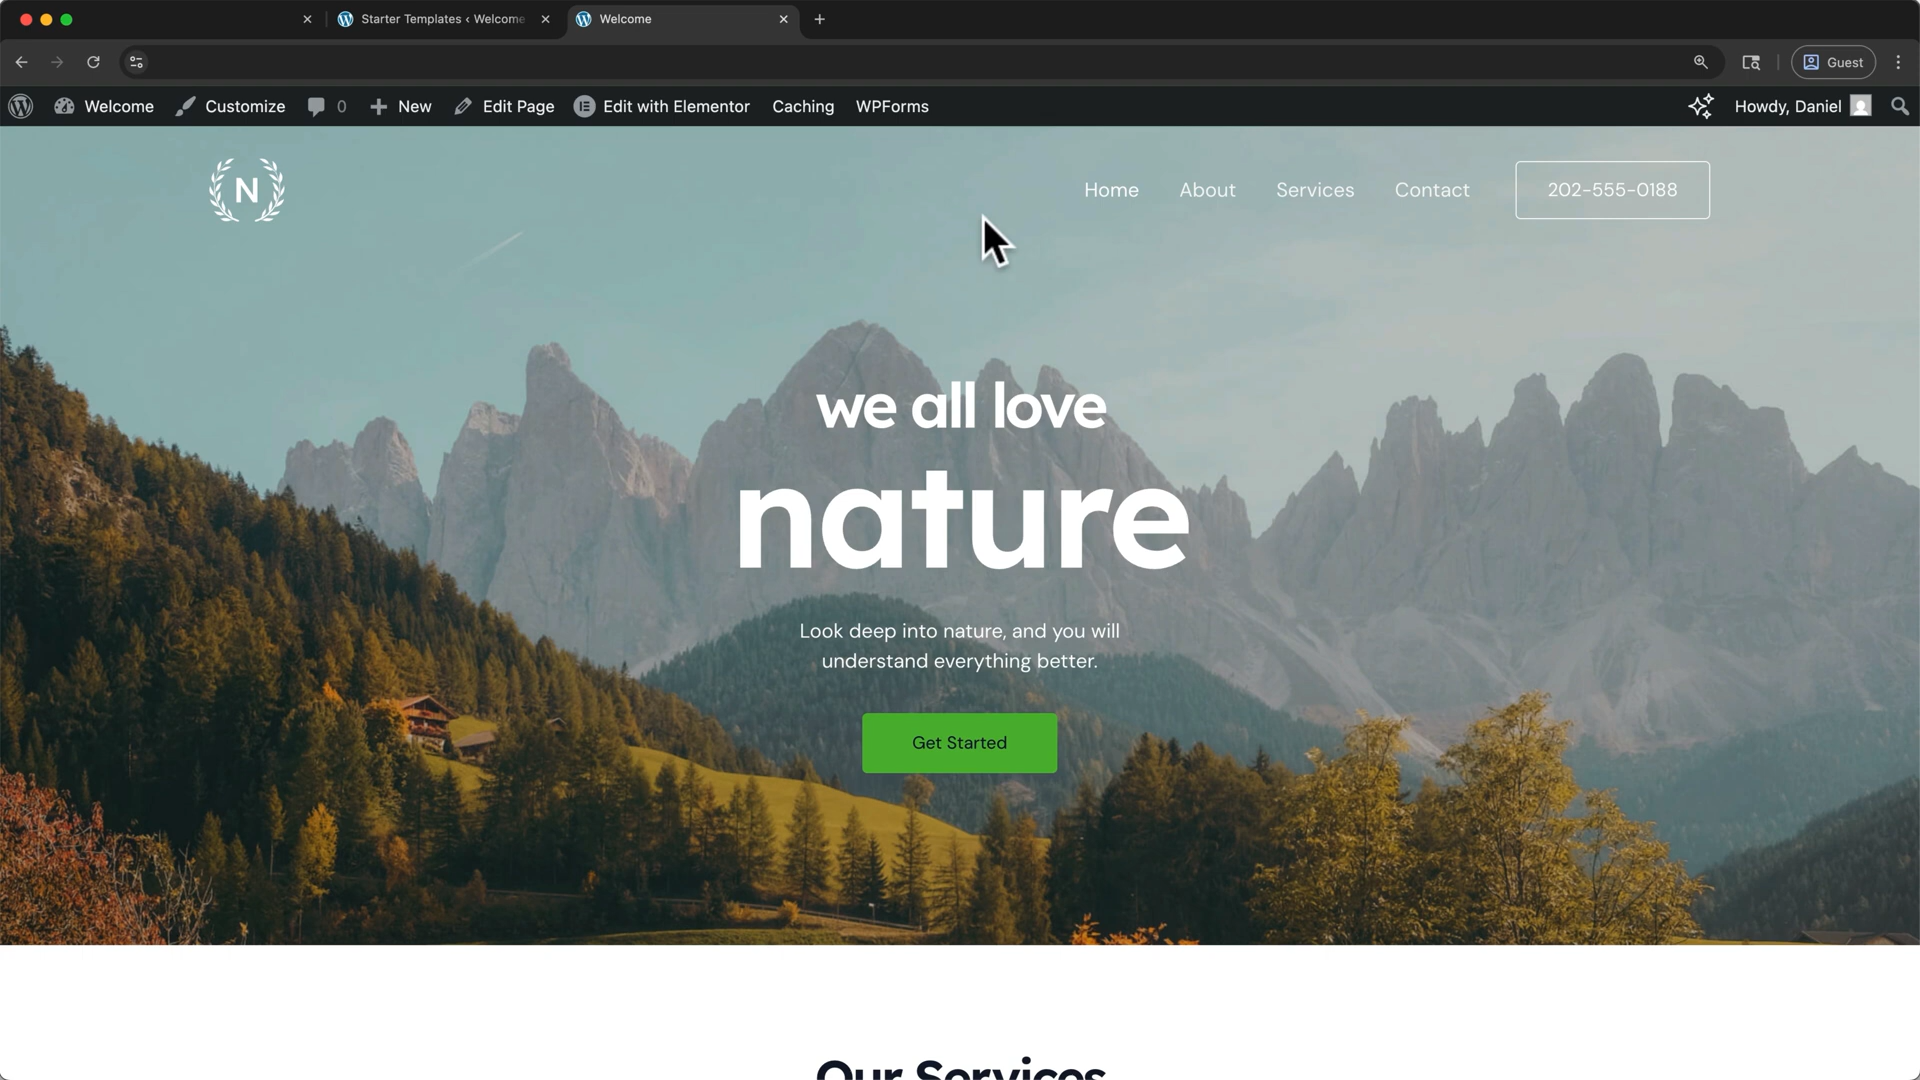 Starter Templates ‹ Welcome
Welcome
Guest
Welcome
Customize
0
New
Edit Page
Edit with Elementor
Caching
WPForms
Howdy, Daniel
N
Home
About
Services
Contact
202-555-0188
we all love
nature
Look deep into nature, and you will
understand everything better.
Get Started
Our Services